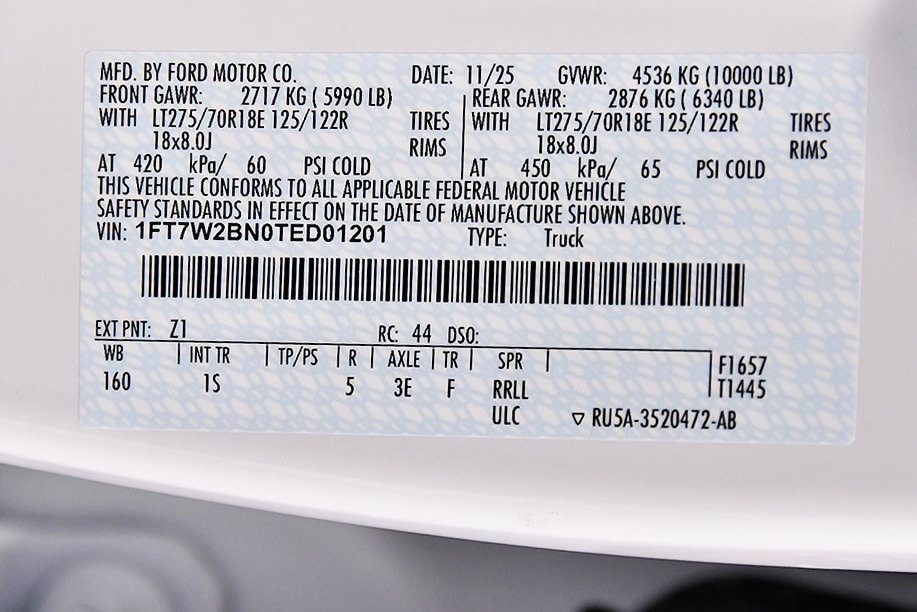 MFD. BY FORD MOTOR CO. DATE: 11/25 GVWR: 4536 KG (10000 LB)
FRONT GAWR: 2717 KG ( 5990 LB) REAR GAWR: 2876 KG ( 6340 LB)
WITH LT275/70R18E 125/122R TIRES WITH LT275/70R18E 125/122R TIRES
18x8.0J RIMS 18x8.0J RIMS
AT 420 kPa/ 60 PSI COLD AT 450 kPa/ 65 PSI COLD
THIS VEHICLE CONFORMS TO ALL APPLICABLE FEDERAL MOTOR VEHICLE
SAFETY STANDARDS IN EFFECT ON THE DATE OF MANUFACTURE SHOWN ABOVE.
VIN: 1FT7W2BN0TED01201 TYPE: Truck
EXT PNT: Z1 RC: 44 DSO:
WB INT TR TP/PS R AXLE TR SPR F1657
160 1S 5 3E F RRLL T1445
ULC ▽ RU5A-3520472-AB